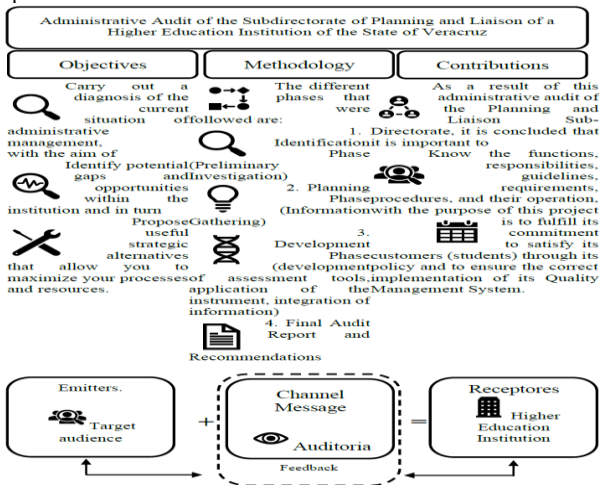 Administrative Audit of the Subdirectorate of Planning and Liaison of a
Higher Education Institution of the State of Veracruz
Objectives
Methodology
Contributions
Carry out a
diagnosis of the
current
situation of
administrative
management,
with the aim of
Identify potential
gaps and
opportunities
within the
institution and in turn
Propose
useful
strategic
alternatives
that allow you to
maximize your processes
and resources.
The different
phases that
were
followed are:
1.
Identification
Phase
(Preliminary
Investigation)
2. Planning
Phase
(Information
Gathering)
3.
Development
Phase
(development
of assessment tools,
application of the
instrument, integration of
information)
4. Final Audit
Report and
Recommendations
As a result of this
administrative audit of
the Planning and
Liaison Sub-
Directorate, it is concluded that
it is important to
Know the functions,
responsibilities,
guidelines,
requirements,
procedures, and their operation,
with the purpose of this project
is to fulfill its
commitment
to satisfy its
customers (students) through its
policy and to ensure the correct
implementation of its Quality
Management System.
Emitters.
Target
audience
+
Channel
Message
Auditoria
Feedback
=
Receptores
Higher
Education
Institution